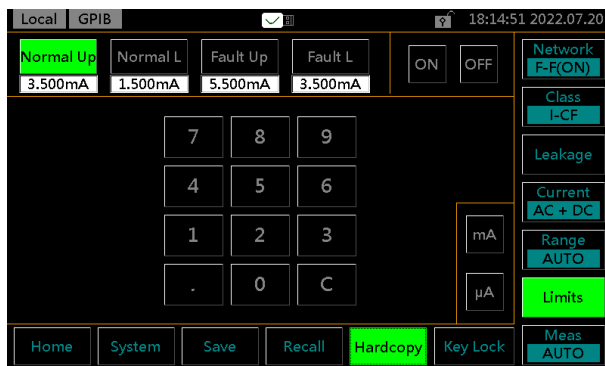 Local GPIB 18:14:51 2022.07.20
Normal Up Normal L Fault Up Fault L ON OFF
3.500mA 1.500mA 5.500mA 3.500mA
Network
F-F(ON)
Class
I-CF
Leakage
Current
AC + DC
Range
AUTO
Limits
Meas
AUTO
7 8 9
4 5 6
1 2 3
. 0 C
mA
µA
Home System Save Recall Hardcopy Key Lock